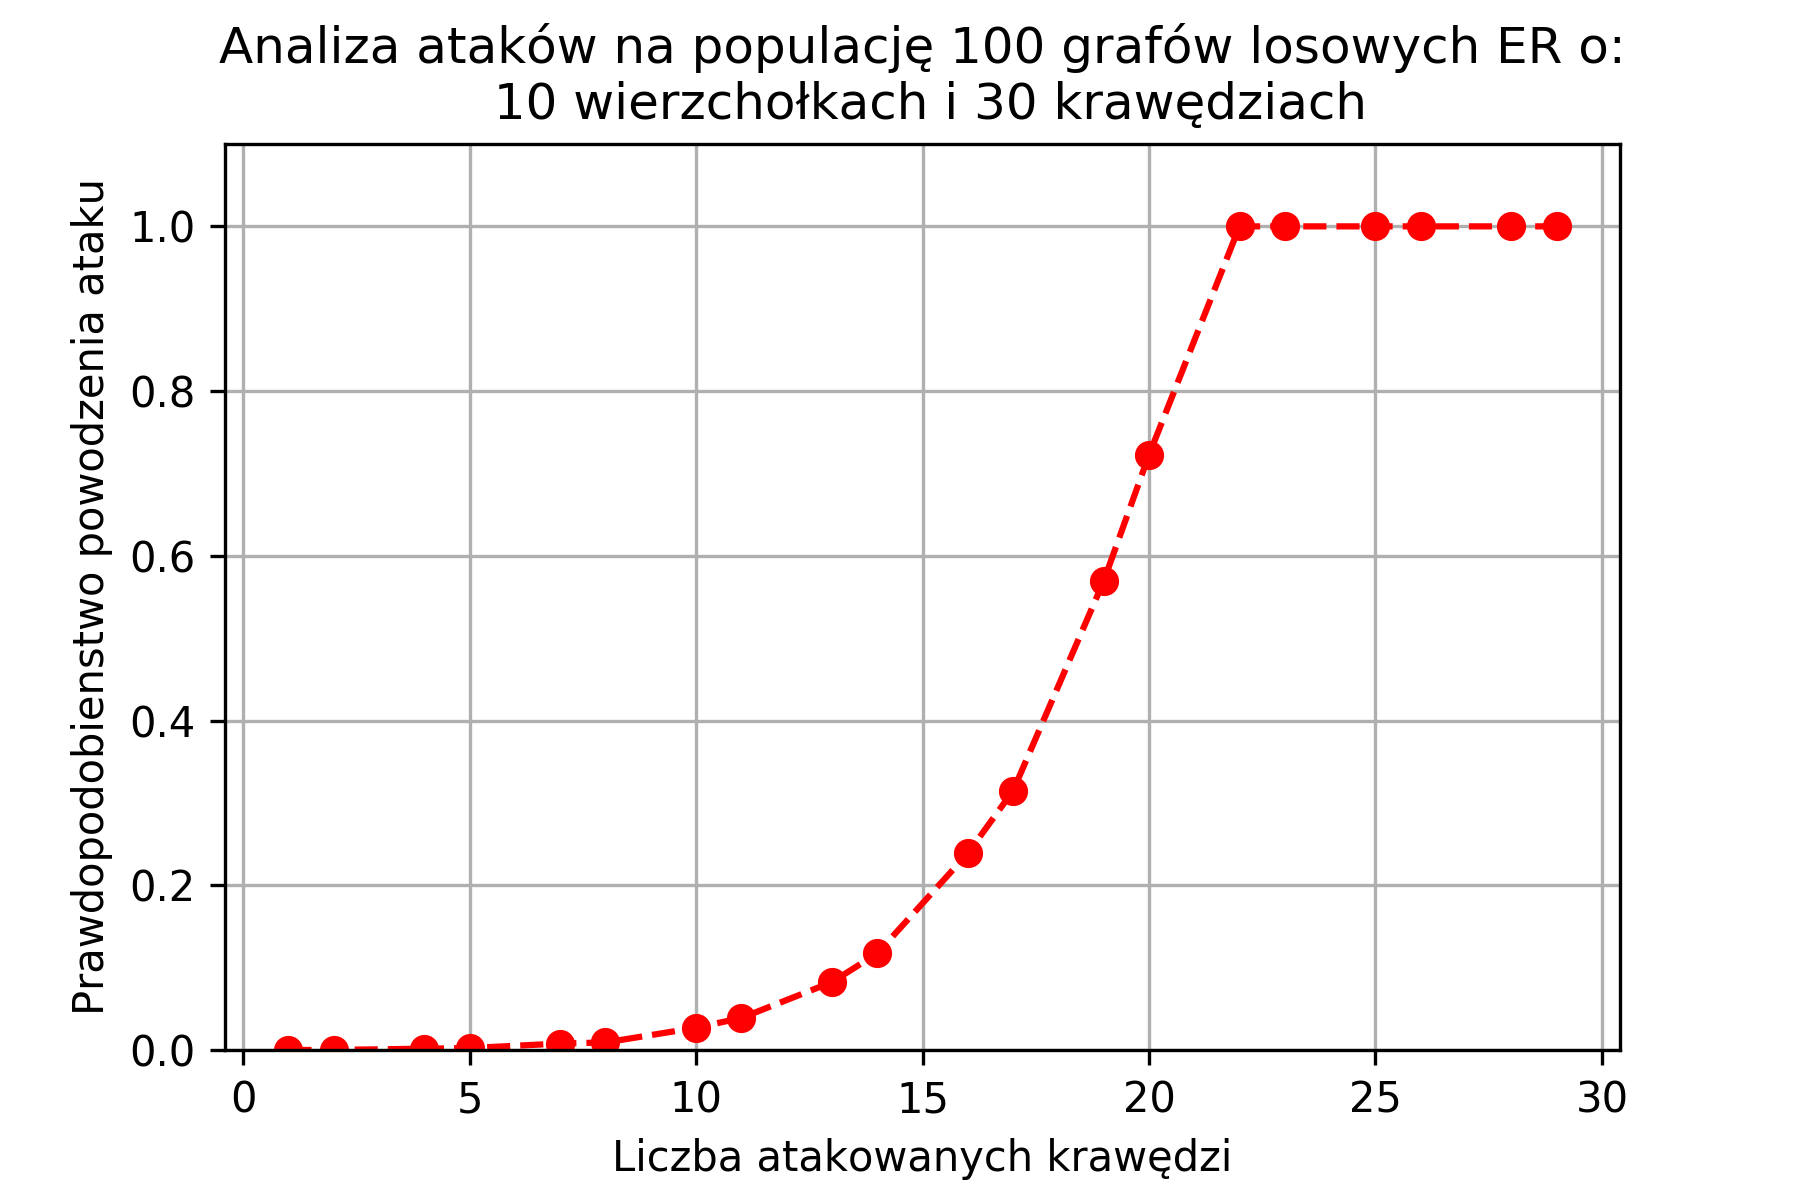 Analiza ataków na populację 100 grafów losowych ER o:
10 wierzchołkach i 30 krawędziach
Prawdopodobienstwo powodzenia ataku
1.0
0.8
0.6
0.4
0.2
0.0
0 5 10 15 20 25 30
Liczba atakowanych krawędzi